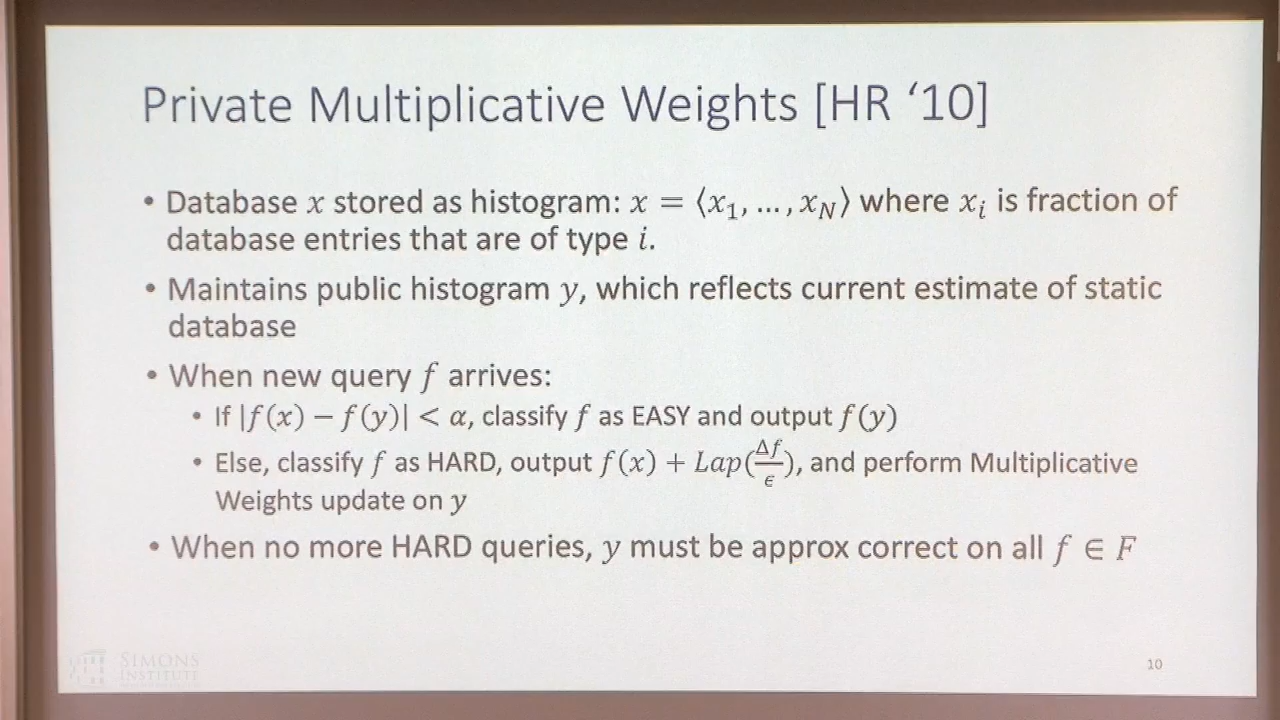 Private Multiplicative Weights [HR ‘10]
• Database x stored as histogram: x = ⟨x₁, …, x_N⟩ where xᵢ is fraction of
database entries that are of type i.
• Maintains public histogram y, which reflects current estimate of static
database
• When new query f arrives:
• If |f(x) − f(y)| < α, classify f as EASY and output f(y)
• Else, classify f as HARD, output f(x) + Lap(Δf/ϵ), and perform Multiplicative
Weights update on y
• When no more HARD queries, y must be approx correct on all f ∈ F
SIMONS
INSTITUTE
10